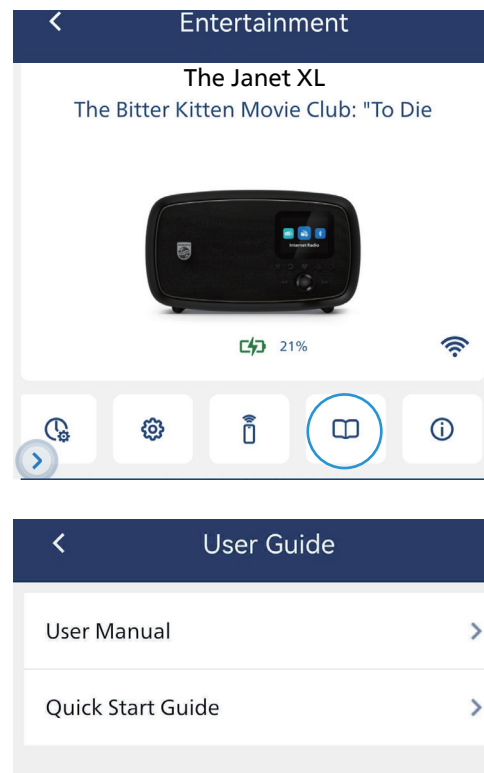 Entertainment
The Janet XL
The Bitter Kitten Movie Club: "To Die
Internet Radio
21%
User Guide
User Manual
Quick Start Guide